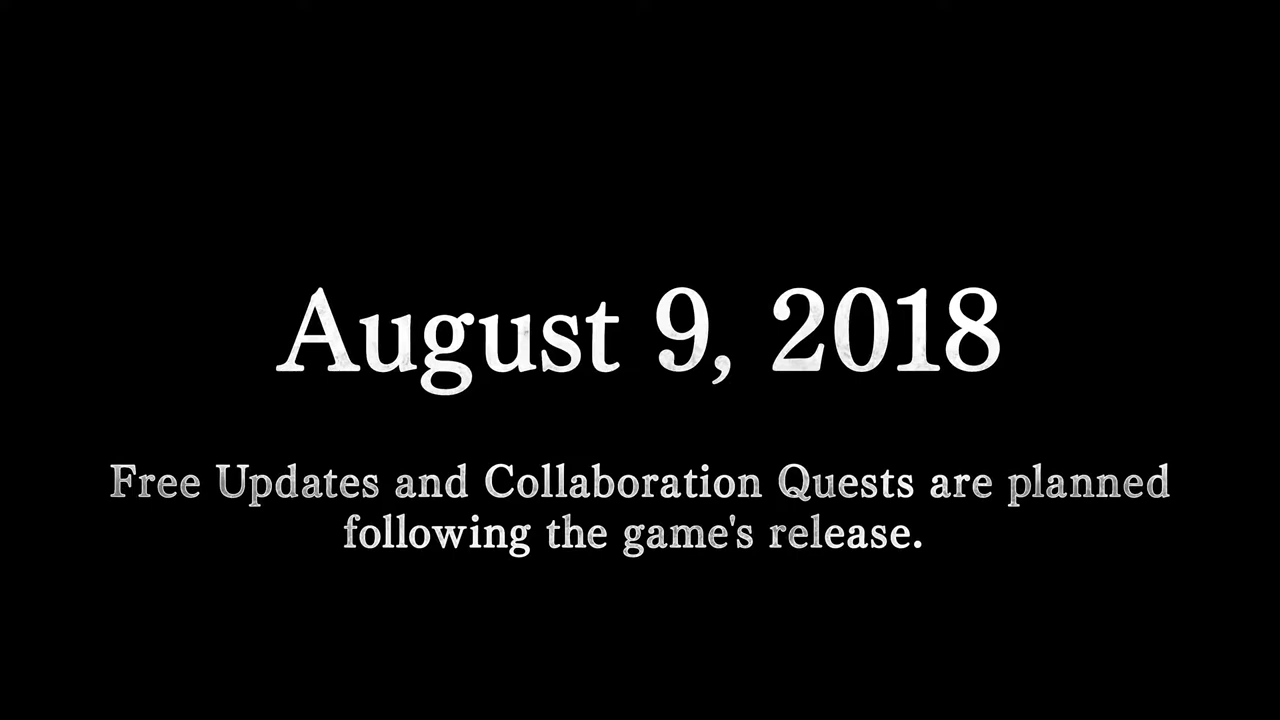 August 9, 2018
Free Updates and Collaboration Quests are planned
following the game's release.